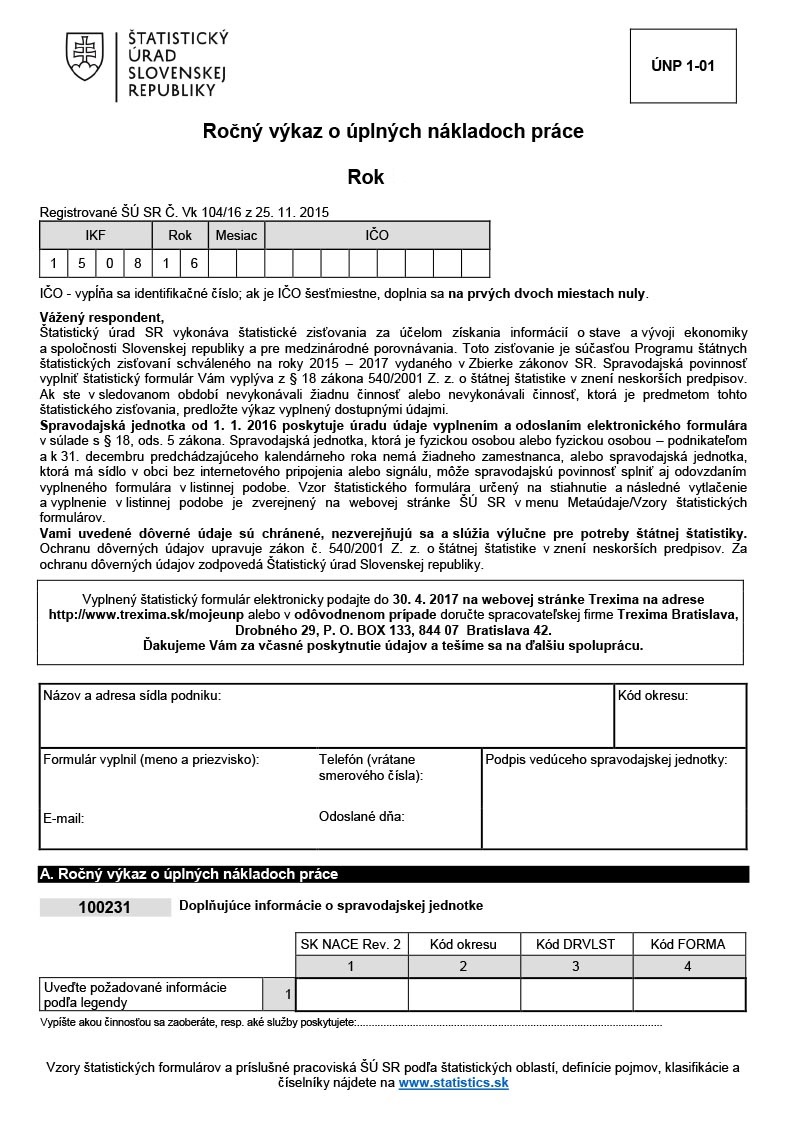 ŠTATISTICKÝ
ÚRAD
SLOVENSKEJ
REPUBLIKY
ÚNP 1-01
Ročný výkaz o úplných nákladoch práce
Rok
Registrované ŠÚ SR Č. Vk 104/16 z 25. 11. 2015
IKF Rok Mesiac IČO
1 5 0 8 1 6
IČO - vypĺňa sa identifikačné číslo; ak je IČO šesťmiestne, doplnia sa na prvých dvoch miestach nuly.
Vážený respondent,
Štatistický úrad SR vykonáva štatistické zisťovania za účelom získania informácií o stave a vývoji ekonomiky
a spoločnosti Slovenskej republiky a pre medzinárodné porovnávania. Toto zisťovanie je súčasťou Programu štátnych
štatistických zisťovaní schváleného na roky 2015 – 2017 vydaného v Zbierke zákonov SR. Spravodajská povinnosť
vyplniť štatistický formulár Vám vyplýva z § 18 zákona 540/2001 Z. z. o štátnej štatistike v znení neskorších predpisov.
Ak ste v sledovanom období nevykonávali žiadnu činnosť alebo nevykonávali činnosť, ktorá je predmetom tohto
štatistického zisťovania, predložte výkaz vyplnený dostupnými údajmi.
Spravodajská jednotka od 1. 1. 2016 poskytuje úradu údaje vyplnením a odoslaním elektronického formulára
v súlade s § 18, ods. 5 zákona. Spravodajská jednotka, ktorá je fyzickou osobou alebo fyzickou osobou – podnikateľom
a k 31. decembru predchádzajúceho kalendárneho roka nemá žiadneho zamestnanca, alebo spravodajská jednotka,
ktorá má sídlo v obci bez internetového pripojenia alebo signálu, môže spravodajskú povinnosť splniť aj odovzdaním
vyplneného formulára v listinnej podobe. Vzor štatistického formulára určený na stiahnutie a následné vytlačenie
a vyplnenie v listinnej podobe je zverejnený na webovej stránke ŠÚ SR v menu Metaúdaje/Vzory štatistických
formulárov.
Vami uvedené dôverné údaje sú chránené, nezverejňujú sa a slúžia výlučne pre potreby štátnej štatistiky.
Ochranu dôverných údajov upravuje zákon č. 540/2001 Z. z. o štátnej štatistike v znení neskorších predpisov. Za
ochranu dôverných údajov zodpovedá Štatistický úrad Slovenskej republiky.
Vyplnený štatistický formulár elektronicky podajte do 30. 4. 2017 na webovej stránke Trexima na adrese
http://www.trexima.sk/mojeunp alebo v odôvodnenom prípade doručte spracovateľskej firme Trexima Bratislava,
Drobného 29, P. O. BOX 133, 844 07 Bratislava 42.
Ďakujeme Vám za včasné poskytnutie údajov a tešíme sa na ďalšiu spoluprácu.
Názov a adresa sídla podniku: Kód okresu:
Formulár vyplnil (meno a priezvisko): Telefón (vrátane Podpis vedúceho spravodajskej jednotky:
smerového čísla):
E-mail: Odoslané dňa:
A. Ročný výkaz o úplných nákladoch práce
100231 Doplňujúce informácie o spravodajskej jednotke
SK NACE Rev. 2 Kód okresu Kód DRVLST Kód FORMA
1 2 3 4
Uveďte požadované informácie 1
podľa legendy
Vypíšte akou činnosťou sa zaoberáte, resp. aké služby poskytujete:....................................................................................................
Vzory štatistických formulárov a príslušné pracoviská ŠÚ SR podľa štatistických oblastí, definície pojmov, klasifikácie a
číselníky nájdete na www.statistics.sk